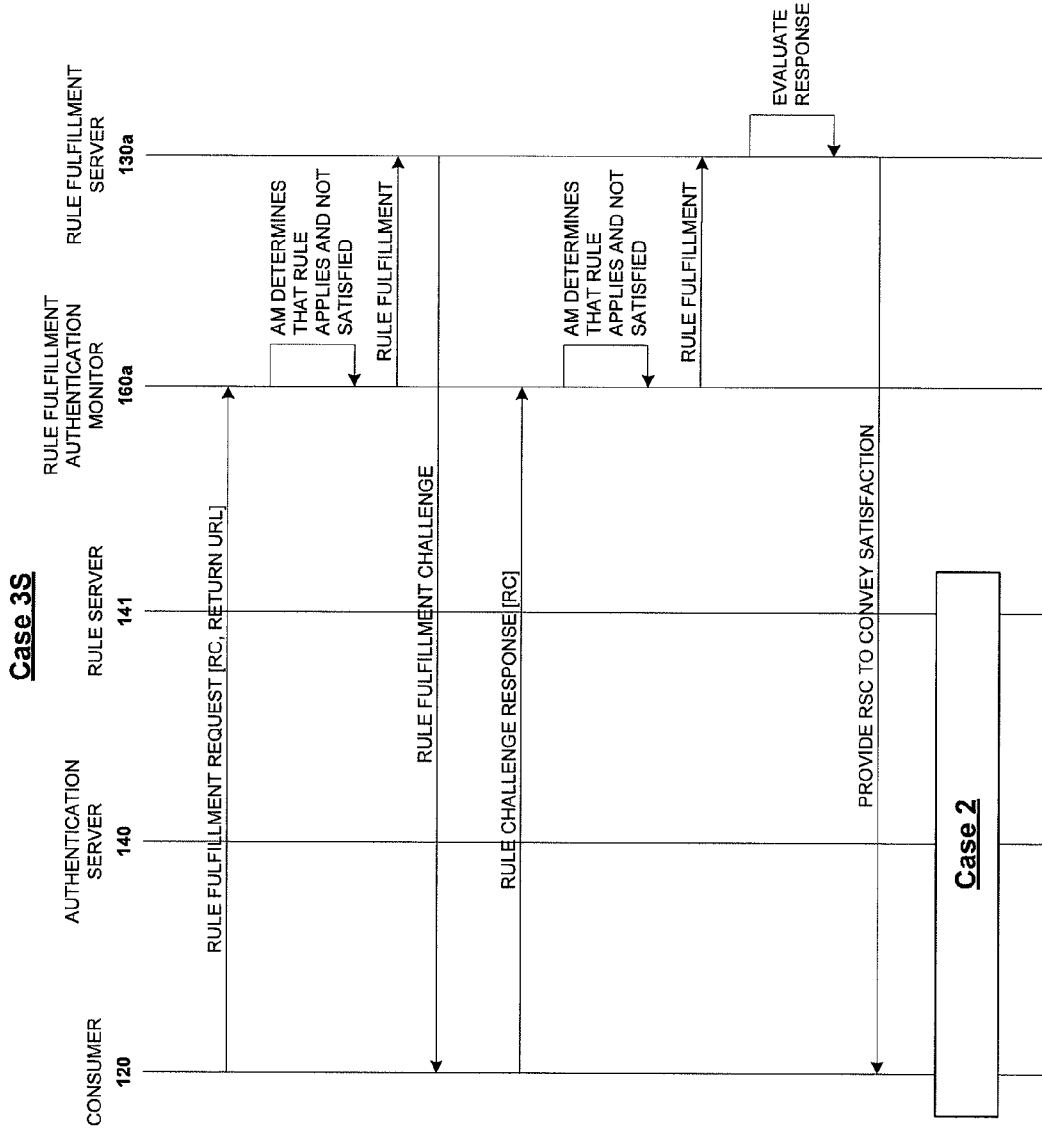 Case 3S
CONSUMER
120
AUTHENTICATION
SERVER
140
RULE SERVER
141
RULE FULFILLMENT
AUTHENTICATION
MONITOR
160a
RULE FULFILLMENT
SERVER
130a
RULE FULFILLMENT REQUEST [RC, RETURN URL]
AM DETERMINES
THAT RULE
APPLIES AND NOT
SATISFIED
RULE FULFILLMENT
RULE FULFILLMENT CHALLENGE
RULE CHALLENGE RESPONSE [RC]
AM DETERMINES
THAT RULE
APPLIES AND NOT
SATISFIED
RULE FULFILLMENT
EVALUATE
RESPONSE
PROVIDE RSC TO CONVEY SATISFACTION
Case 2